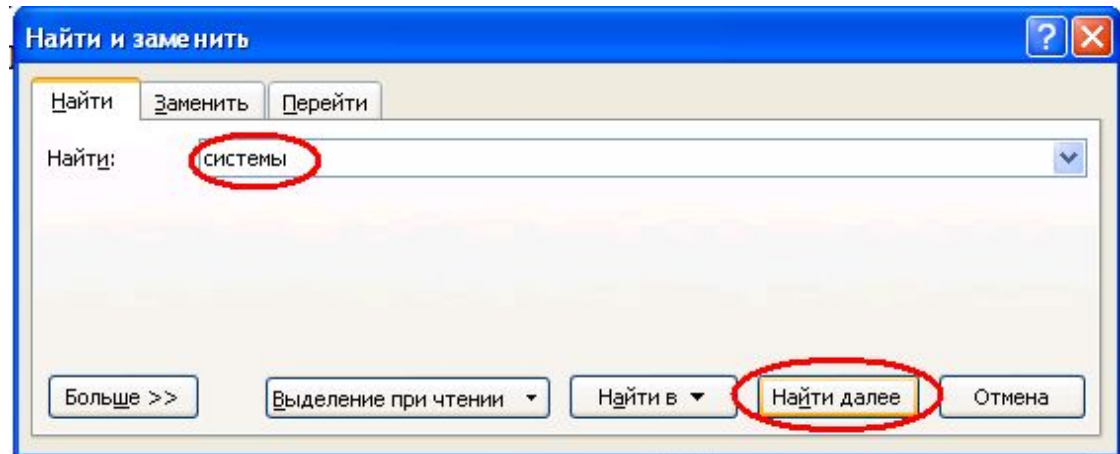 Найти и заменить
Найти Заменить Перейти
Найти: системы
Больше >> Выделение при чтении Найти в Найти далее Отмена